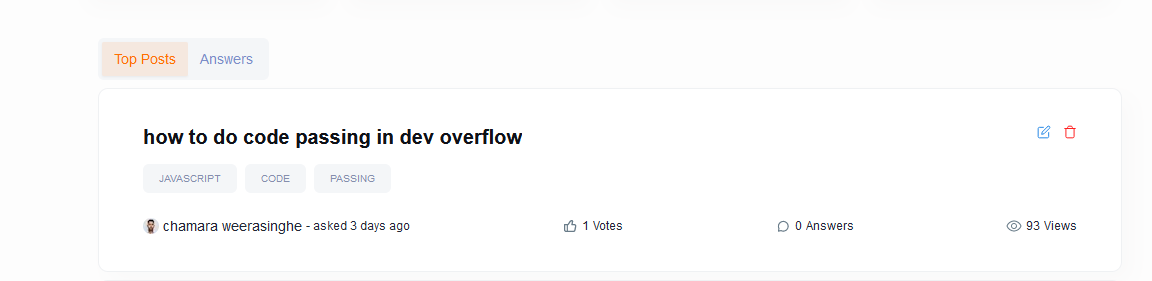 Top Posts Answers
how to do code passing in dev overflow
JAVASCRIPT CODE PASSING
chamara weerasinghe - asked 3 days ago 1 Votes 0 Answers 93 Views